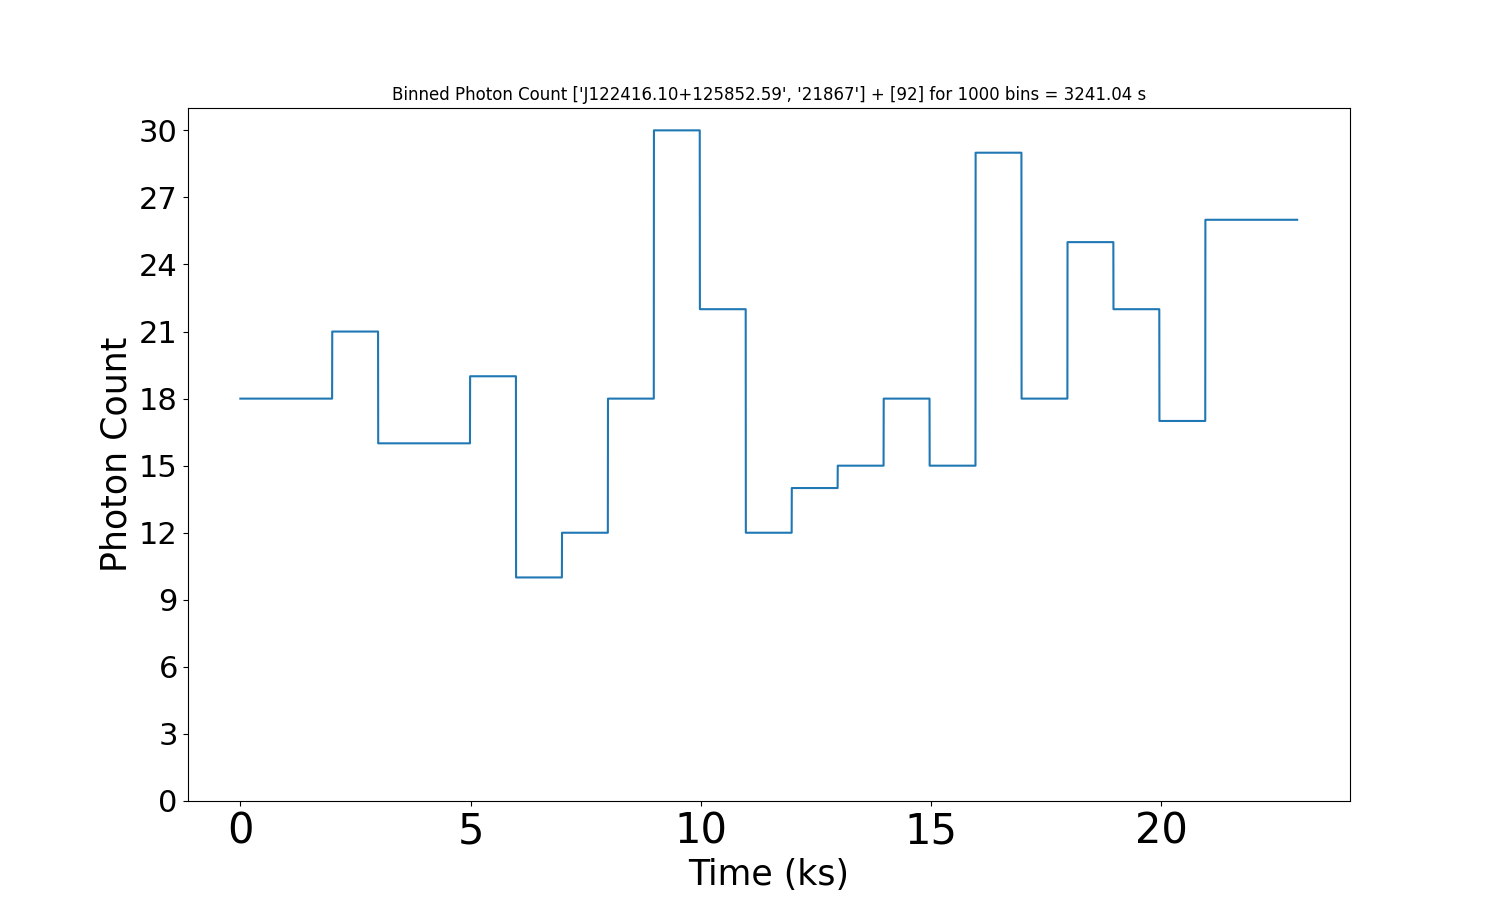 Binned Photon Count ['J122416.10+125852.59', '21867'] + [92] for 1000 bins = 3241.04 s
30
27
24
21
18
15
12
9
6
3
0
Photon Count
0 5 10 15 20
Time (ks)